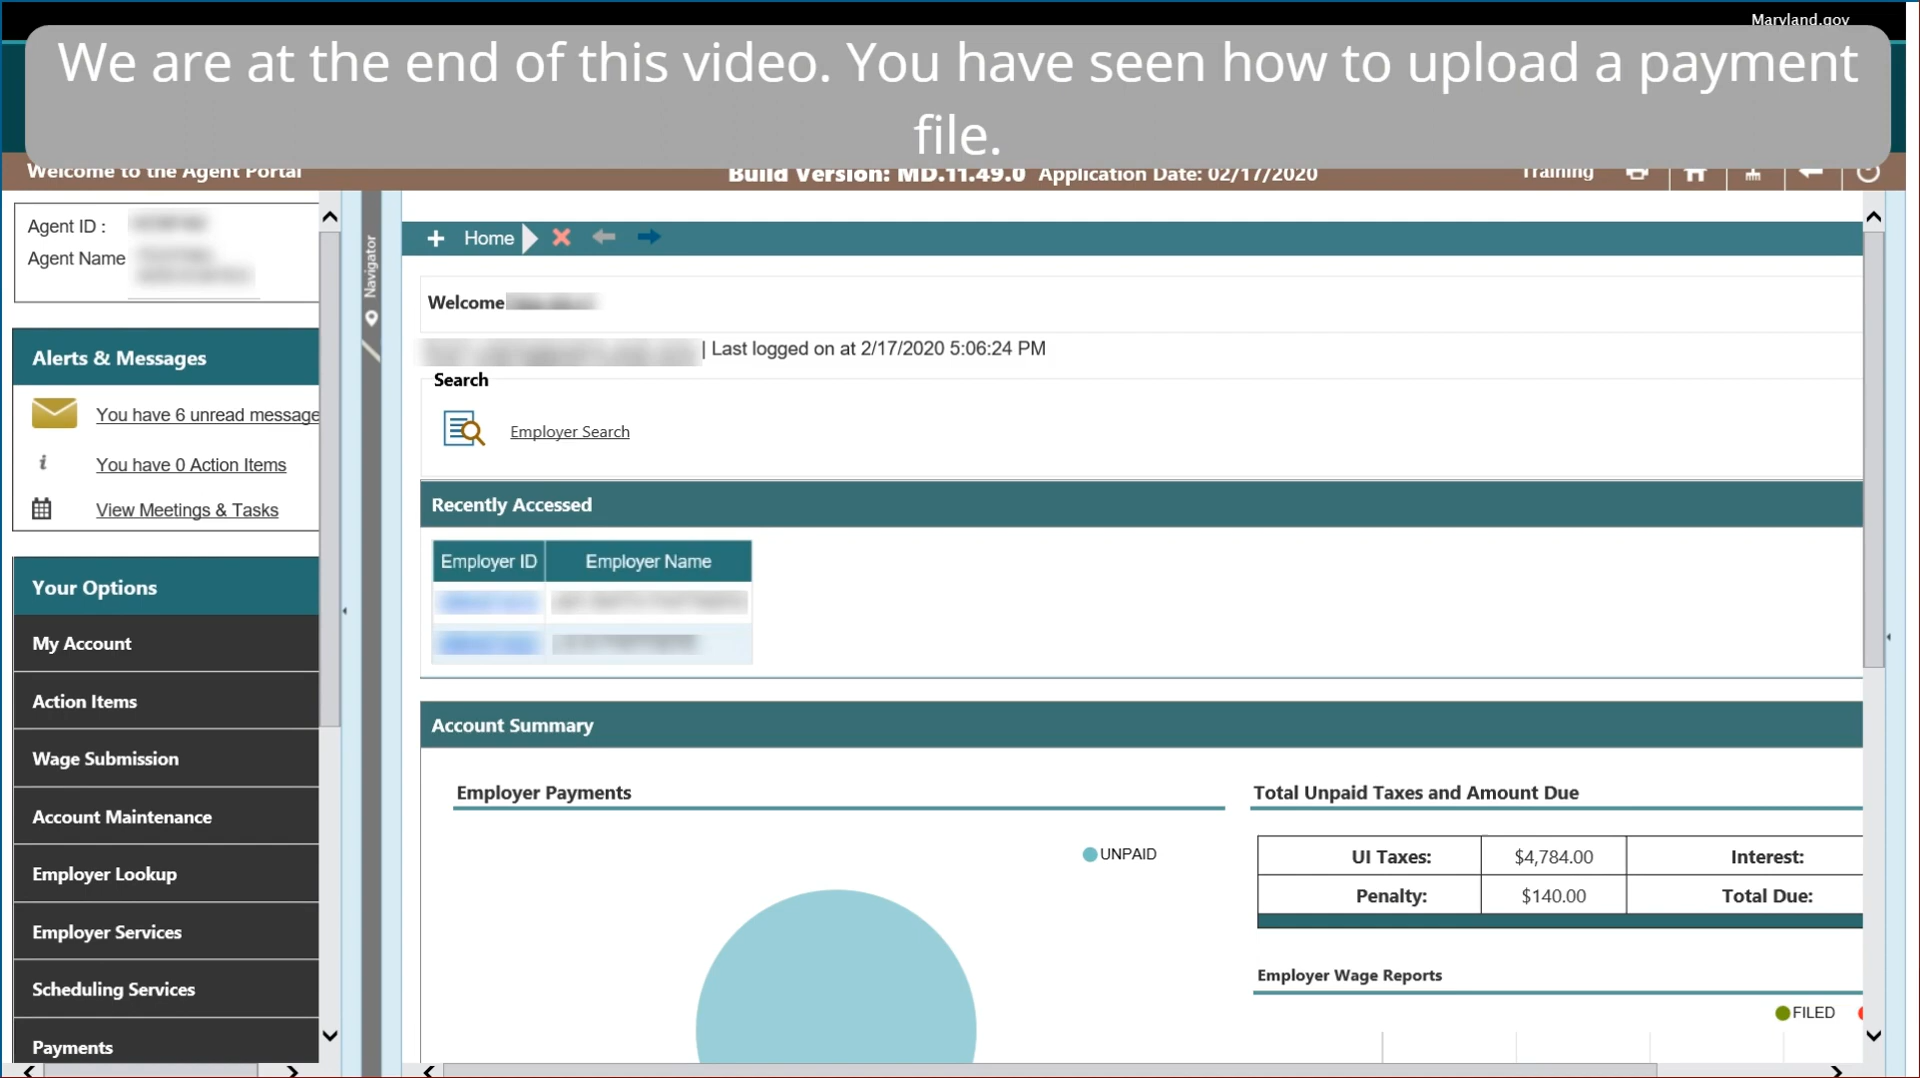 Maryland.gov
We are at the end of this video. You have seen how to upload a payment
file.
Welcome to the Agent Portal
Build Version: MD.11.49.0 Application Date: 02/17/2020
Training
Agent ID :
Agent Name
Navigator
Home
Welcome
| Last logged on at 2/17/2020 5:06:24 PM
Search
Employer Search
Alerts & Messages
You have 6 unread message
You have 0 Action Items
View Meetings & Tasks
Recently Accessed
Employer ID Employer Name
Your Options
My Account
Action Items
Wage Submission
Account Maintenance
Employer Lookup
Employer Services
Scheduling Services
Payments
Account Summary
Employer Payments
UNPAID
Total Unpaid Taxes and Amount Due
UI Taxes: $4,784.00 Interest:
Penalty: $140.00 Total Due:
Employer Wage Reports
FILED